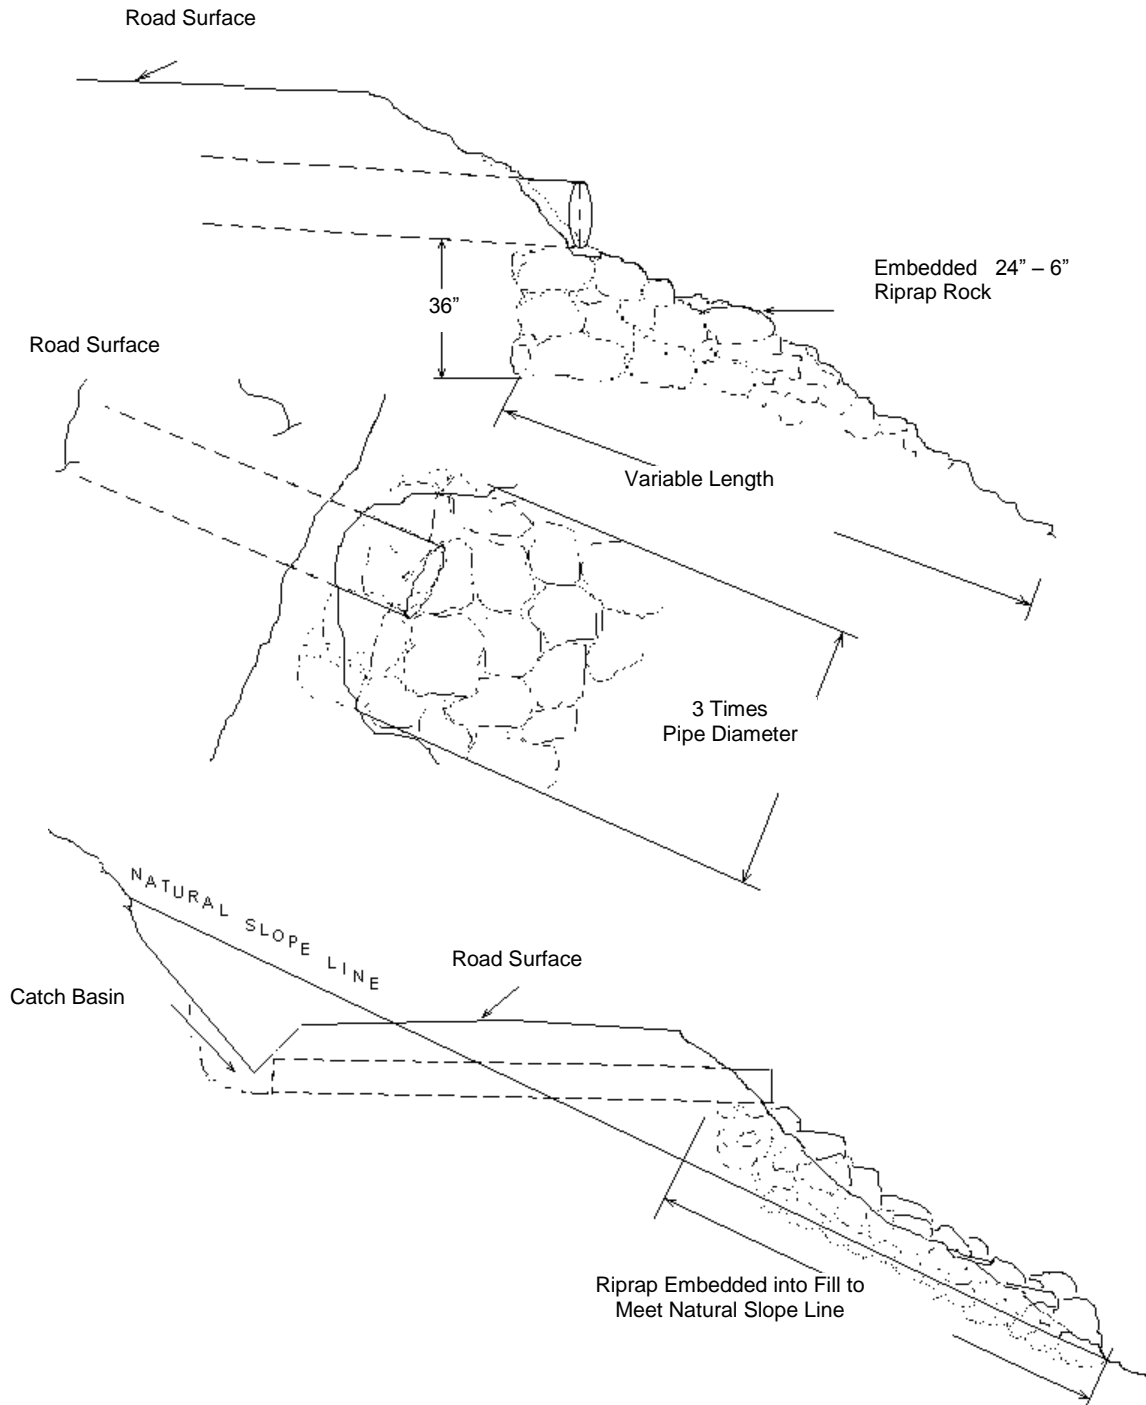 Road Surface
Embedded 24” – 6”
Riprap Rock
36”
Road Surface
Variable Length
3 Times
Pipe Diameter
NATURAL SLOPE LINE
Road Surface
Catch Basin
Riprap Embedded into Fill to
Meet Natural Slope Line